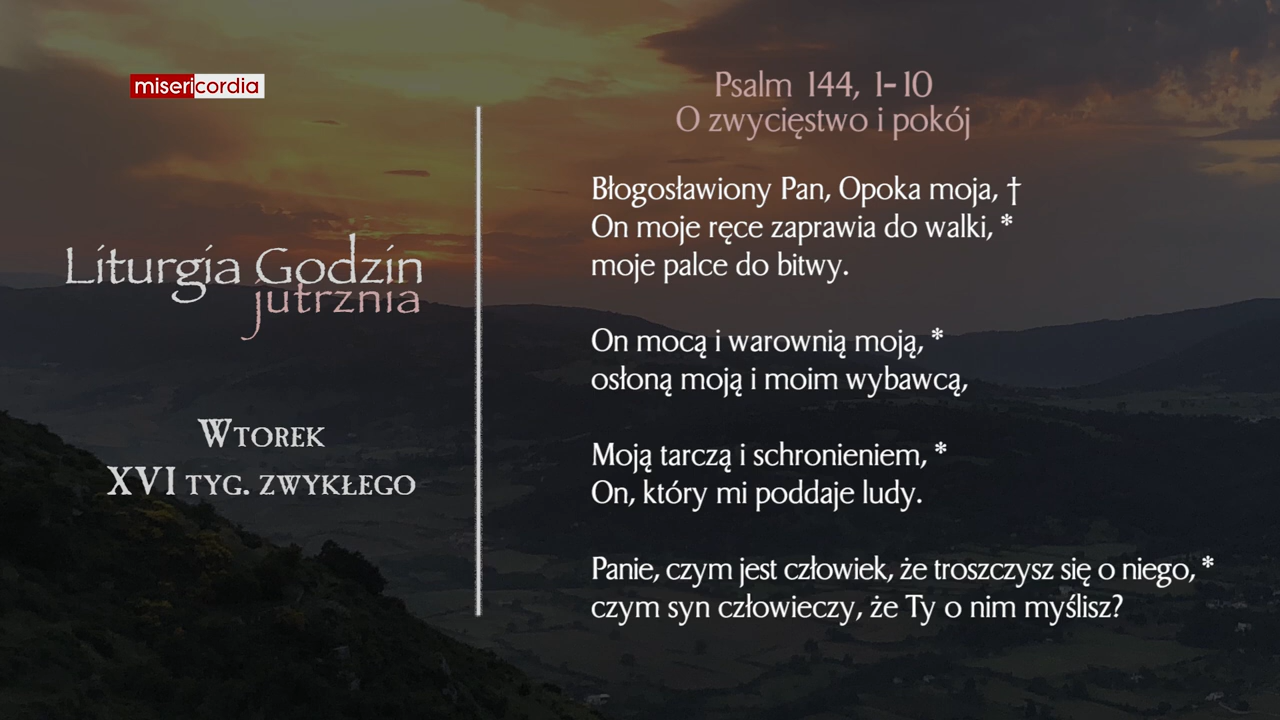 misericordia
Liturgia Godzin
jutrznia
Wtorek
XVI tyg. zwykłego
Psalm 144, 1-10
O zwycięstwo i pokój
Błogosławiony Pan, Opoka moja, †
On moje ręce zaprawia do walki, *
moje palce do bitwy.
On mocą i warownią moją, *
osłoną moją i moim wybawcą,
Moją tarczą i schronieniem, *
On, który mi poddaje ludy.
Panie, czym jest człowiek, że troszczysz się o niego, *
czym syn człowieczy, że Ty o nim myślisz?